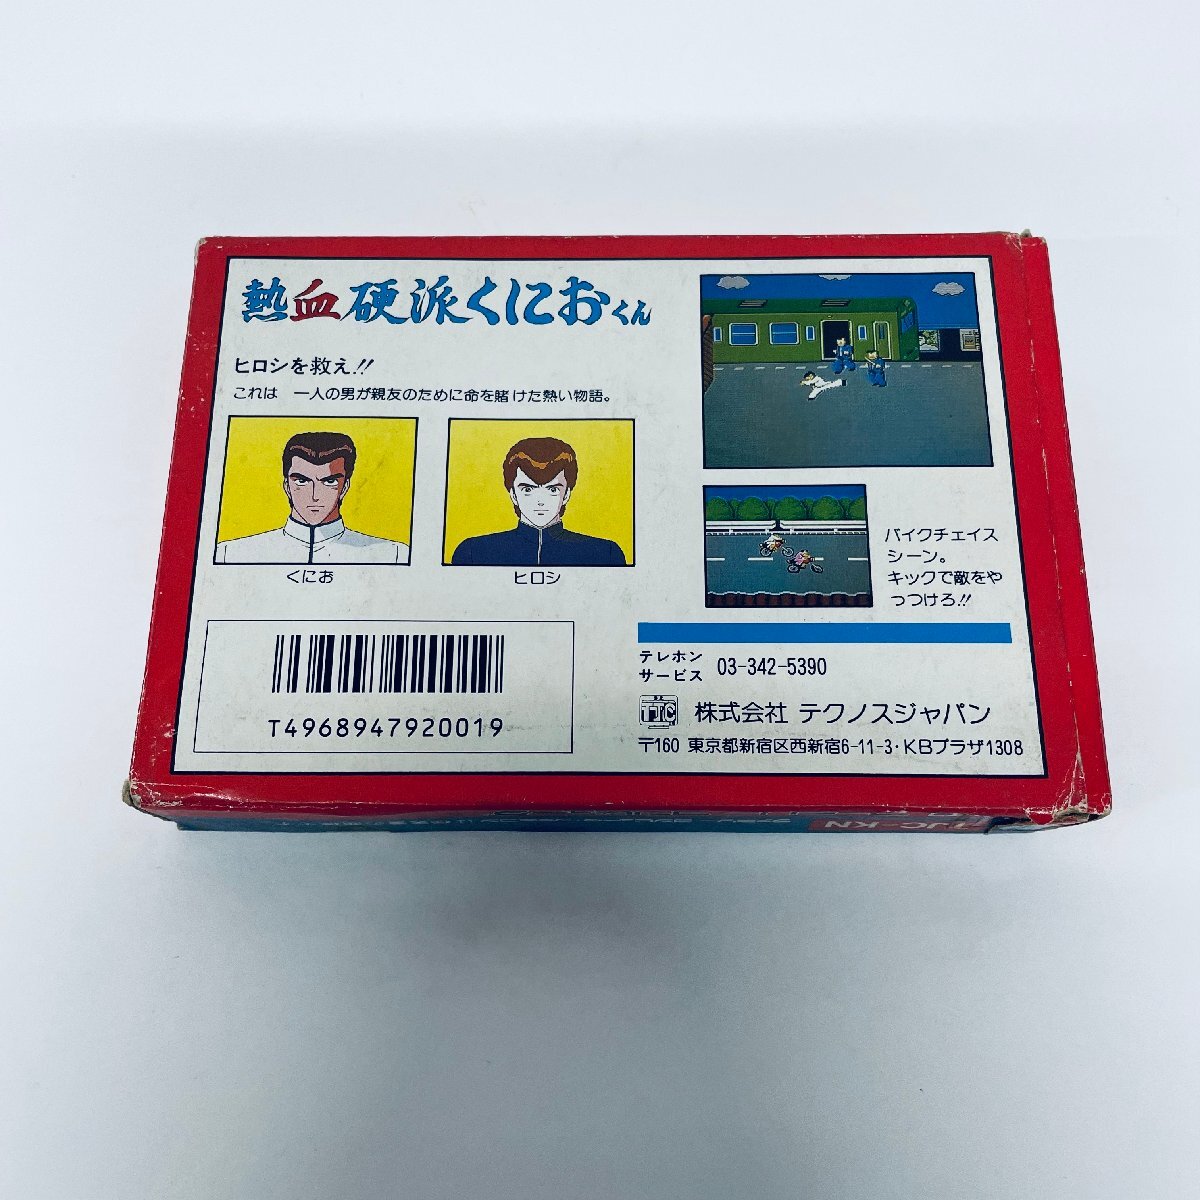 熱血硬派くにおくん
ヒロシを救え!!
これは 一人の男が親友のために命を賭けた熱い物語。
くにお
ヒロシ
バイクチェイス
シーン。
キックで敵をや
っつけろ!!
T4968947920019
テレホン
サービス 03-342-5390
株式会社 テクノスジャパン
〒160 東京都新宿区西新宿6-11-3・KBプラザ1308
TJC-KN